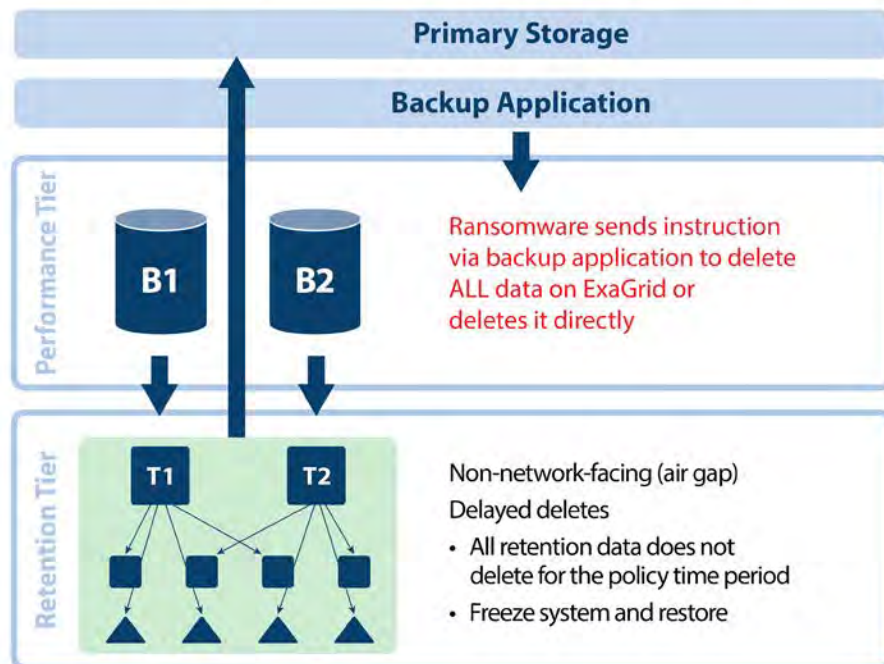 Primary Storage
Backup Application
Performance Tier
B1
B2
Ransomware sends instruction
via backup application to delete
ALL data on ExaGrid or
deletes it directly
Retention Tier
T1
T2
Non-network-facing (air gap)
Delayed deletes
• All retention data does not
delete for the policy time period
• Freeze system and restore